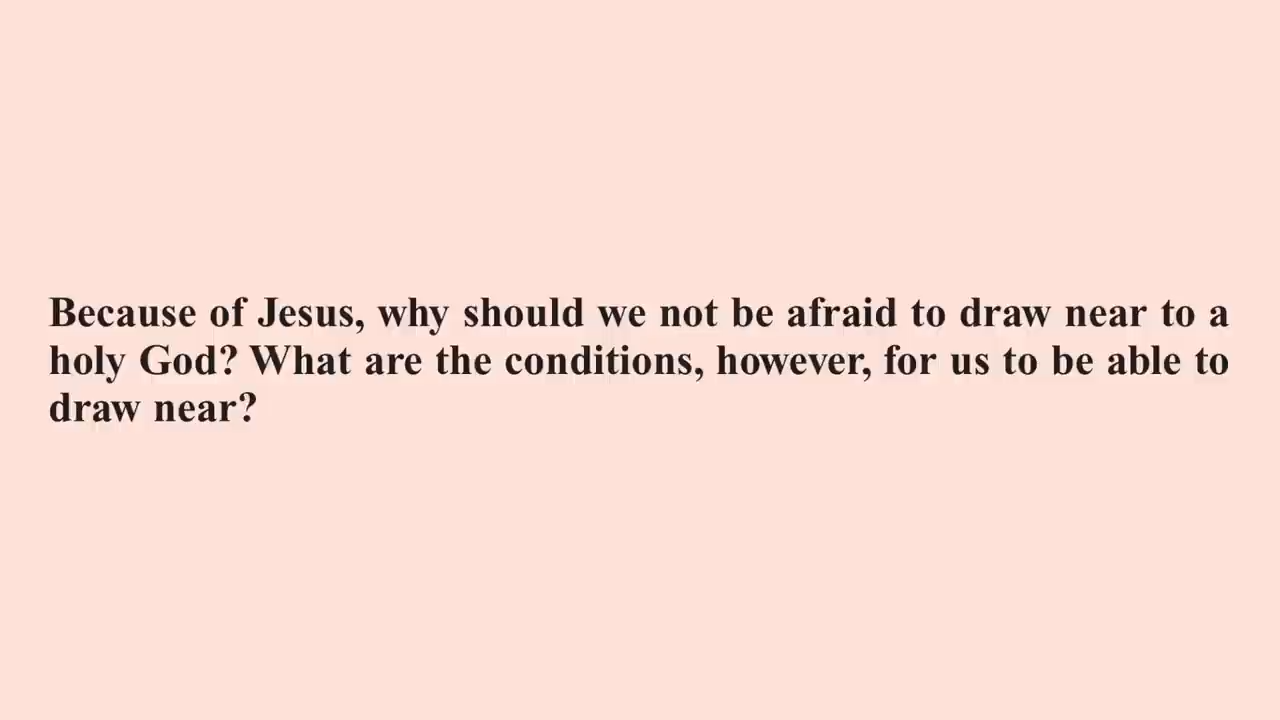 Because of Jesus, why should we not be afraid to draw near to a
holy God? What are the conditions, however, for us to be able to
draw near?